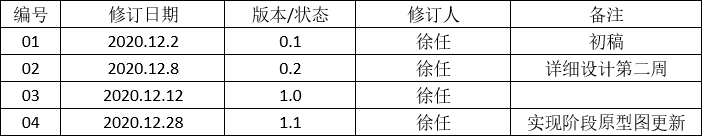 编号 修订日期 版本/状态 修订人 备注
01 2020.12.2 0.1 徐任 初稿
02 2020.12.8 0.2 徐任 详细设计第二周
03 2020.12.12 1.0 徐任
04 2020.12.28 1.1 徐任 实现阶段原型图更新